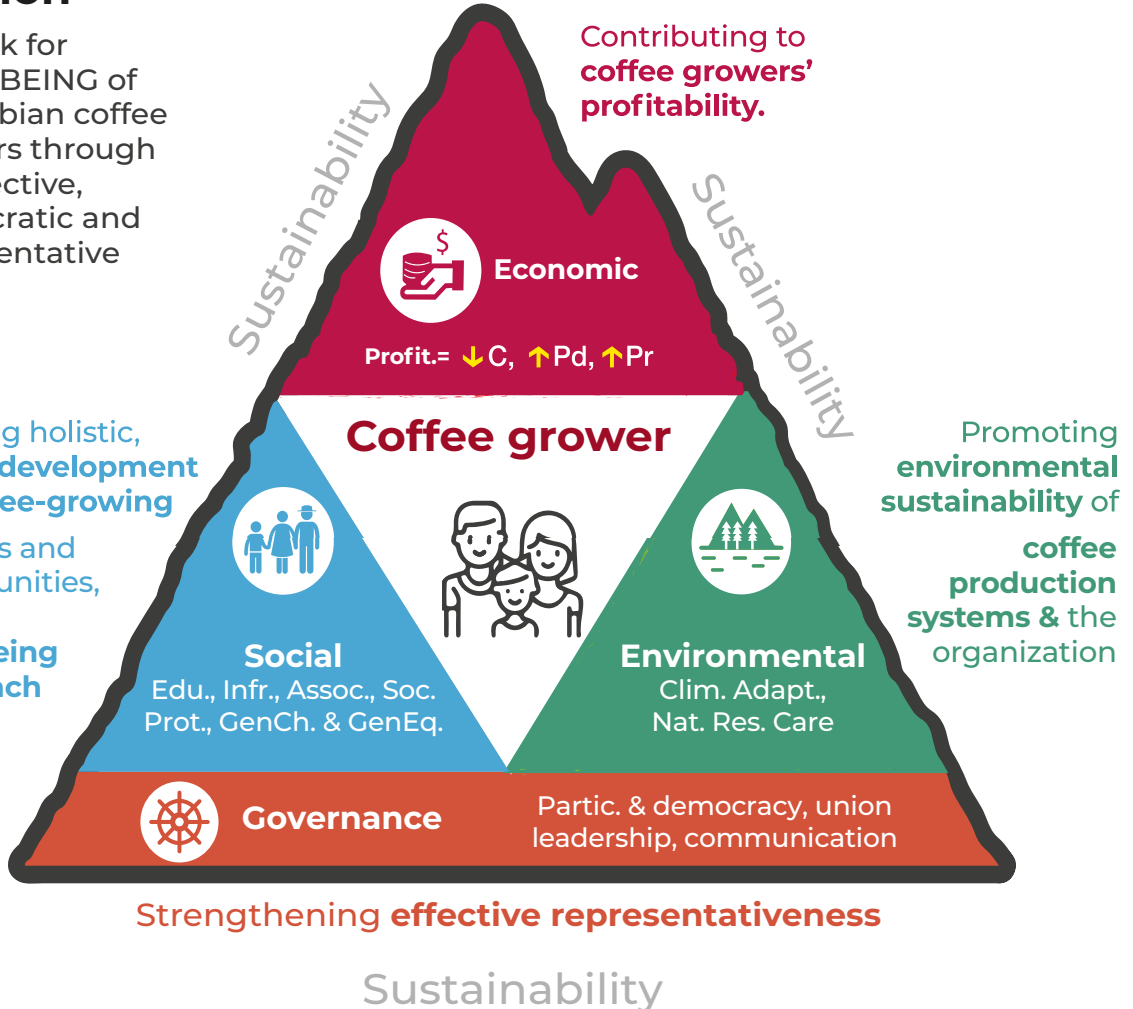 k for
BEING of
bian coffee
rs through
ective,
cratic and
entative
Contributing to
coffee growers’
profitability.
Sustainability
Sustainability
$
Economic
Profit.= ↓C, ↑Pd, ↑Pr
Coffee grower
g holistic,
development
ee-growing
s and
unities,
eing
ach
Social
Edu., Infr., Assoc., Soc.
Prot., GenCh. & GenEq.
Environmental
Clim. Adapt.,
Nat. Res. Care
Promoting
environmental
sustainability of
coffee
production
systems & the
organization
Governance
Partic. & democracy, union
leadership, communication
Strengthening effective representativeness
Sustainability